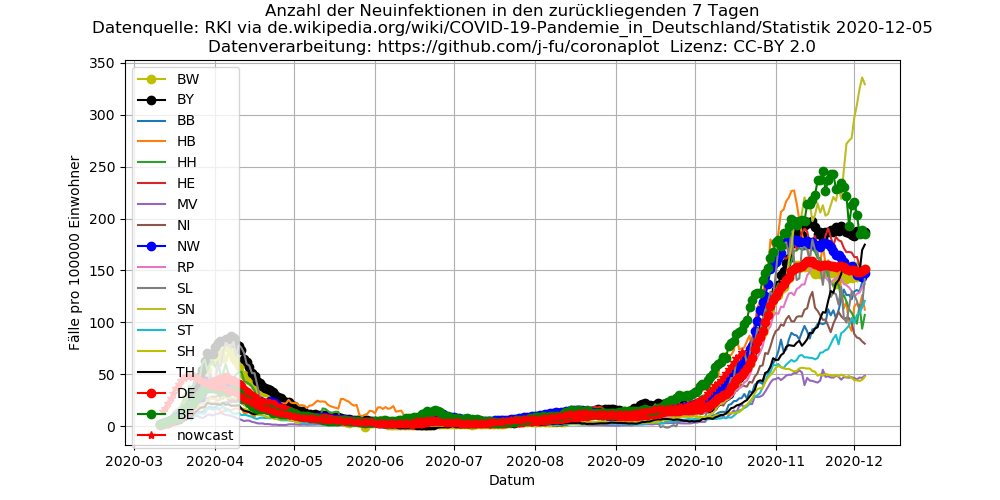 Anzahl der Neuinfektionen in den zurückliegenden 7 Tagen
Datenquelle: RKI via de.wikipedia.org/wiki/COVID-19-Pandemie_in_Deutschland/Statistik 2020-12-05
Datenverarbeitung: https://github.com/j-fu/coronaplot Lizenz: CC-BY 2.0
350
300
250
200
150
100
50
0
Fälle pro 100000 Einwohner
BW
BY
BB
HB
HH
HE
MV
NI
NW
RP
SL
SN
ST
SH
TH
DE
BE
nowcast
2020-03 2020-04 2020-05 2020-06 2020-07 2020-08 2020-09 2020-10 2020-11 2020-12
Datum